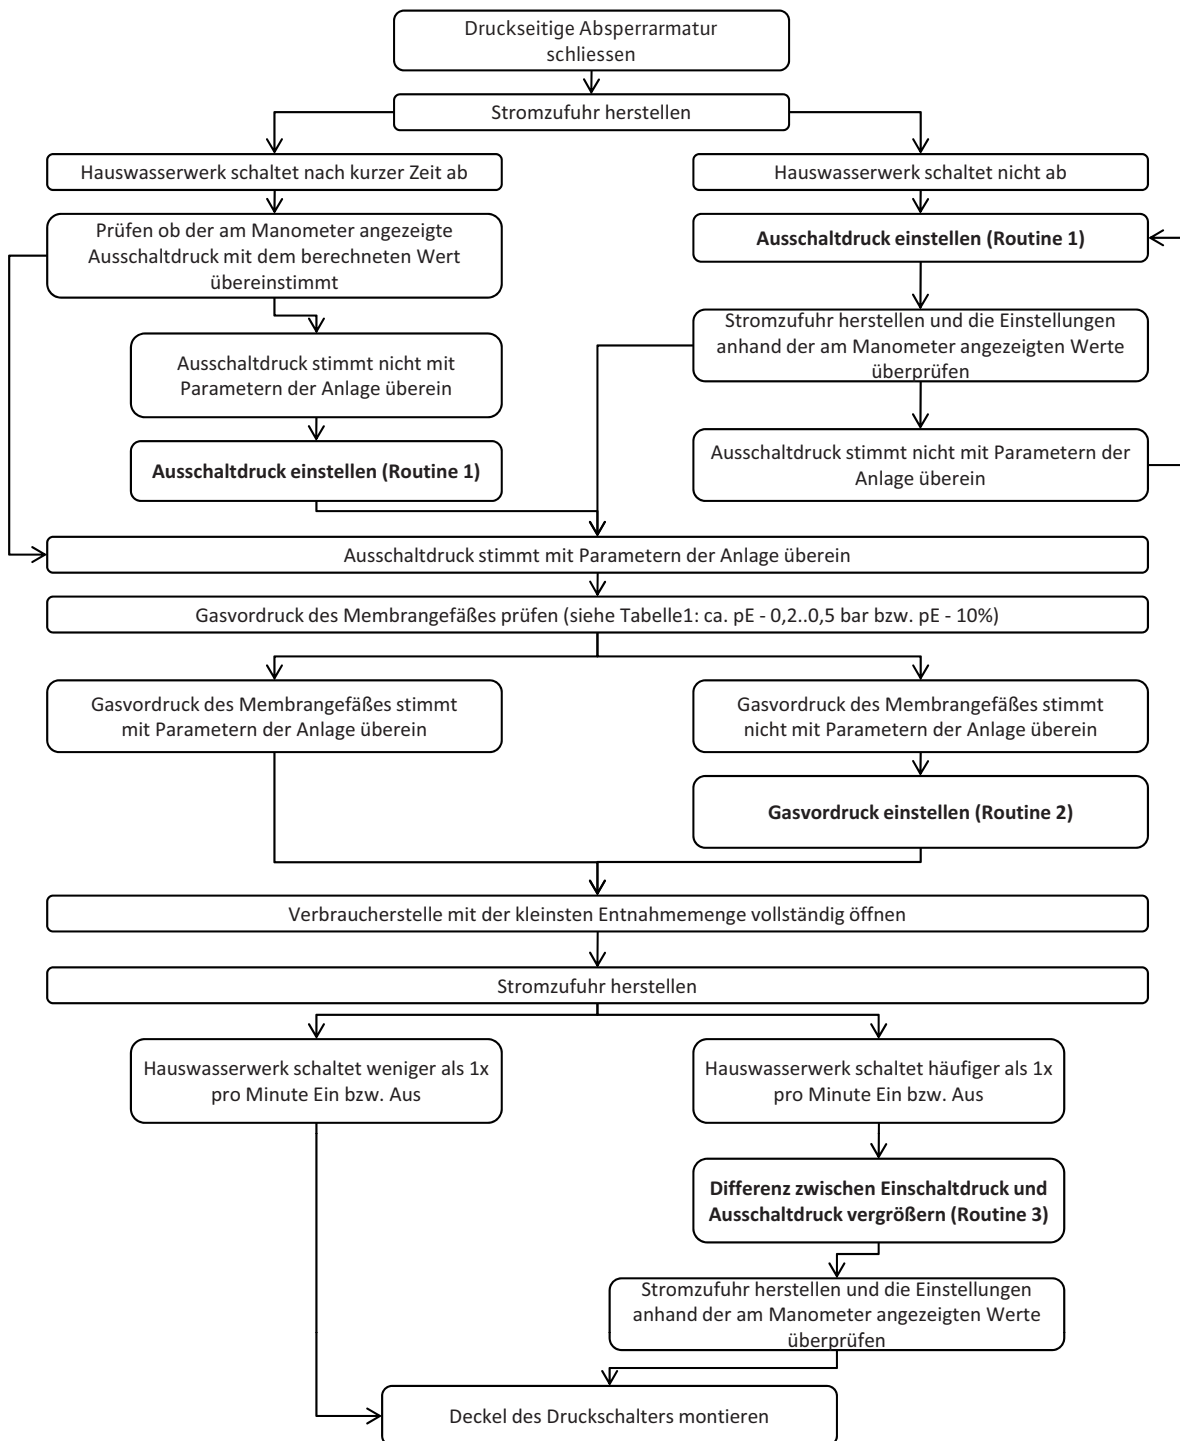 Druckseitige Absperrarmatur
schliessen
Stromzufuhr herstellen
Hauswasserwerk schaltet nach kurzer Zeit ab
Hauswasserwerk schaltet nicht ab
Prüfen ob der am Manometer angezeigte
Ausschaltdruck mit dem berechneten Wert
übereinstimmt
Ausschaltdruck einstellen (Routine 1)
Ausschaltdruck stimmt nicht mit
Parametern der Anlage überein
Stromzufuhr herstellen und die Einstellungen
anhand der am Manometer angezeigten Werte
überprüfen
Ausschaltdruck einstellen (Routine 1)
Ausschaltdruck stimmt nicht mit Parametern der
Anlage überein
Ausschaltdruck stimmt mit Parametern der Anlage überein
Gasvordruck des Membrangefäßes prüfen (siehe Tabelle1: ca. pE - 0,2..0,5 bar bzw. pE - 10%)
Gasvordruck des Membrangefäßes stimmt
mit Parametern der Anlage überein
Gasvordruck des Membrangefäßes stimmt
nicht mit Parametern der Anlage überein
Gasvordruck einstellen (Routine 2)
Verbraucherstelle mit der kleinsten Entnahmemenge vollständig öffnen
Stromzufuhr herstellen
Hauswasserwerk schaltet weniger als 1x
pro Minute Ein bzw. Aus
Hauswasserwerk schaltet häufiger als 1x
pro Minute Ein bzw. Aus
Differenz zwischen Einschaltdruck und
Ausschaltdruck vergrößern (Routine 3)
Stromzufuhr herstellen und die Einstellungen
anhand der am Manometer angezeigten Werte
überprüfen
Deckel des Druckschalters montieren